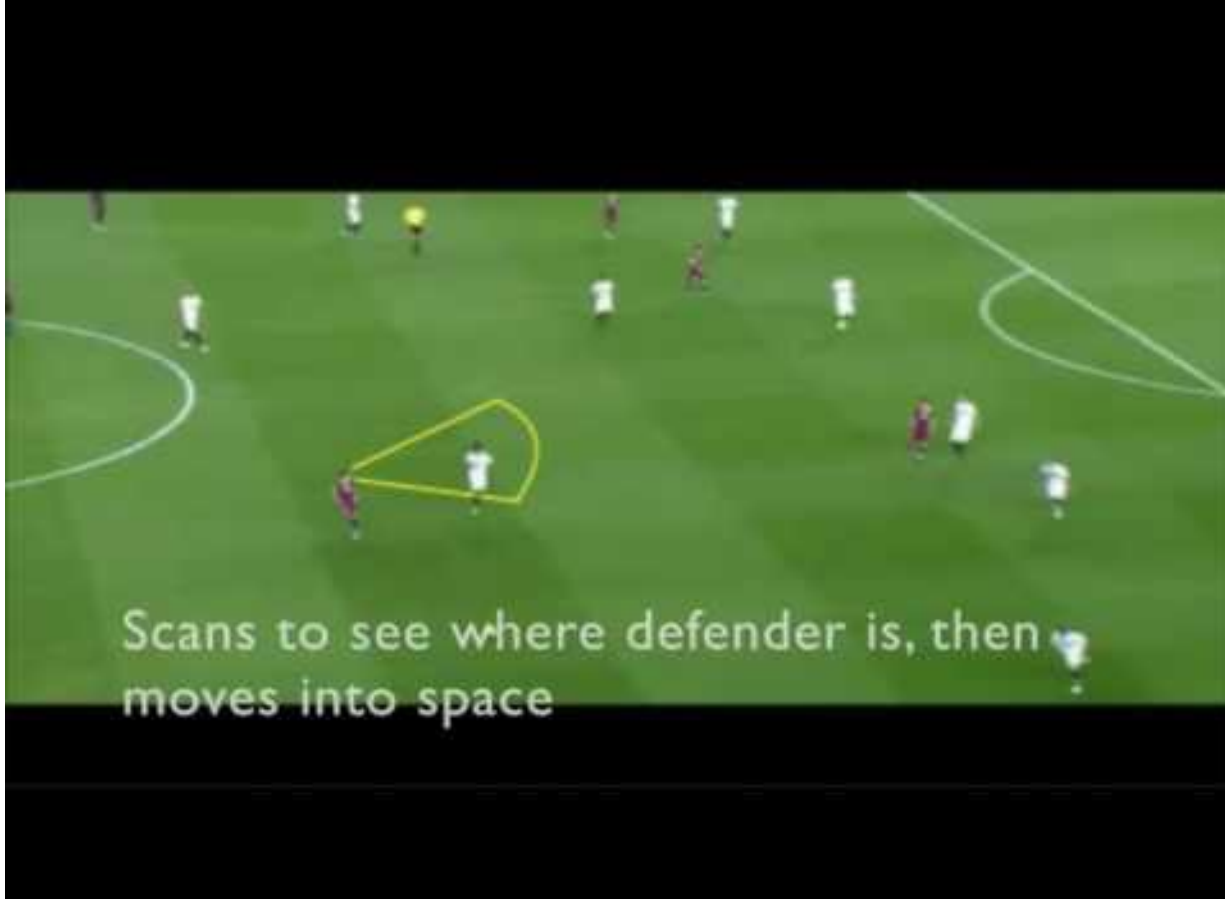 Scans to see where defender is, then
moves into space